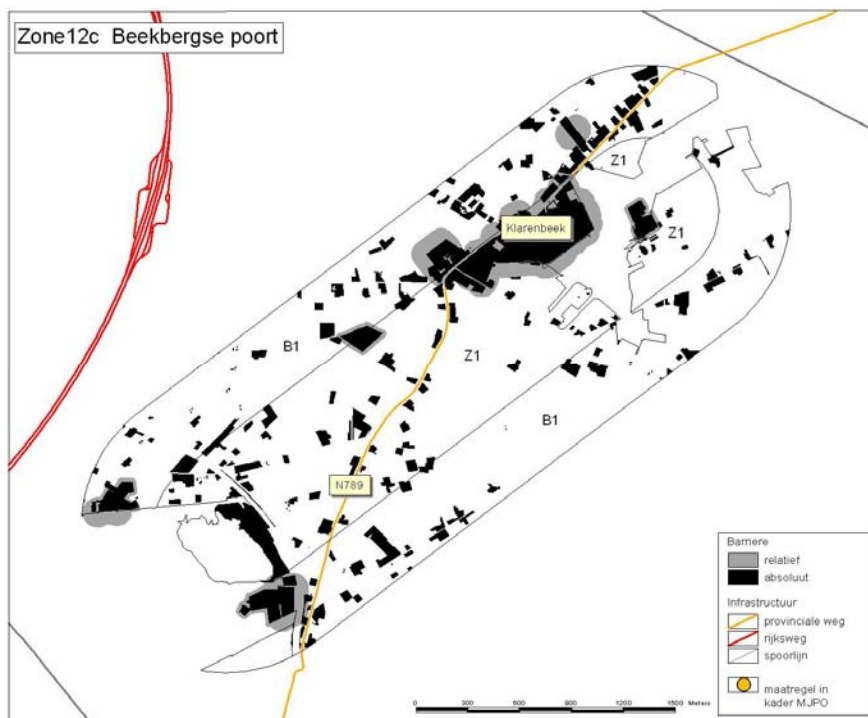 Zone12c Beekbergse poort
Z1
Klarenbeek
Z1
B1
Z1
B1
N789
Barriere
relatief
absoluut
Infrastructuur
provinciale weg
rijksweg
spoorlijn
maatregel in
kader MJPO
0 300 600 900 1200 1500
Meters